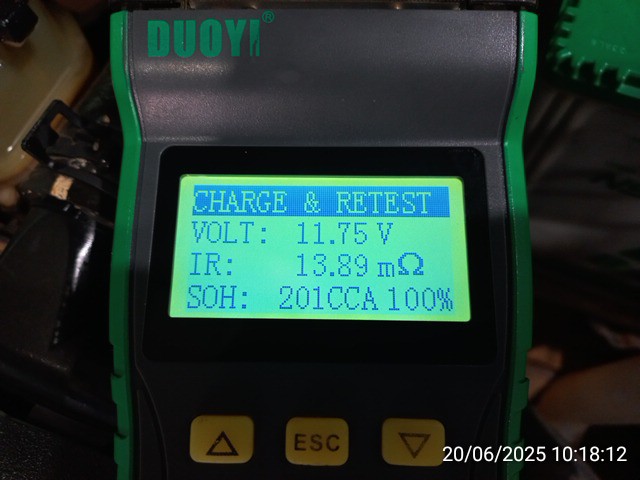 DUOYI®
CHARGE & RETEST
VOLT: 11.75 V
IR: 13.89 mΩ
SOH: 201CCA 100%
ESC
20/06/2025 10:18:12